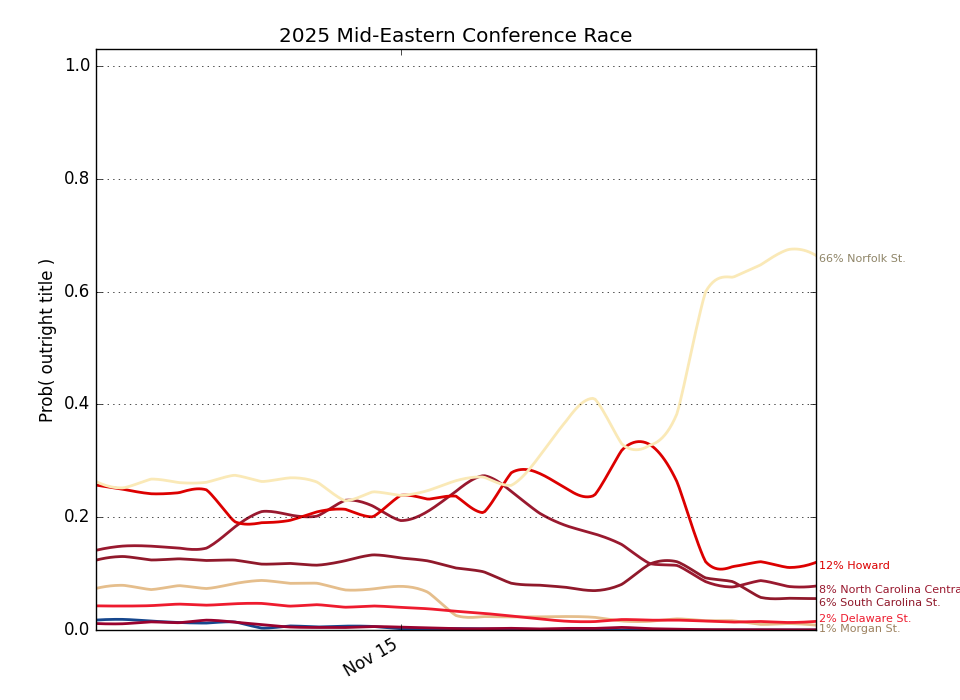 2025 Mid-Eastern Conference Race
Prob( outright title )
1.0
0.8
0.6
0.4
0.2
0.0
Nov 15
66% Norfolk St.
12% Howard
8% North Carolina Centra
6% South Carolina St.
2% Delaware St.
1% Morgan St.